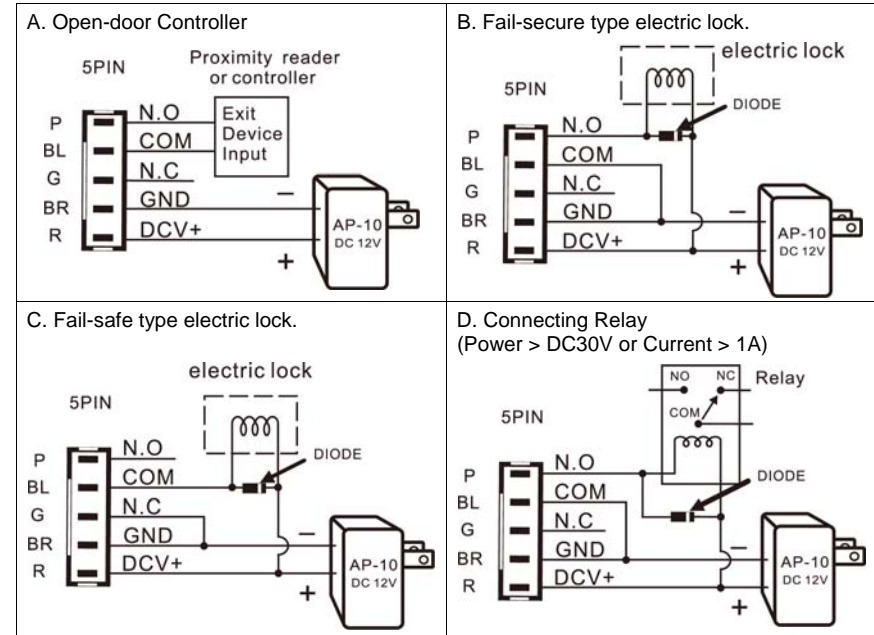 A. Open-door Controller
Proximity reader
or controller
5PIN
P
N.O
BL
COM
G
N.C
BR
GND
R
DCV+
Exit
Device
Input
−
+
AP-10
DC 12V
B. Fail-secure type electric lock.
electric lock
5PIN
DIODE
P
N.O
BL
COM
G
N.C
BR
GND
R
DCV+
−
+
AP-10
DC 12V
C. Fail-safe type electric lock.
electric lock
5PIN
DIODE
P
N.O
BL
COM
G
N.C
BR
GND
R
DCV+
−
+
AP-10
DC 12V
D. Connecting Relay
(Power > DC30V or Current > 1A)
NO
NC
Relay
COM
5PIN
DIODE
P
N.O
BL
COM
G
N.C
BR
GND
R
DCV+
−
+
AP-10
DC 12V